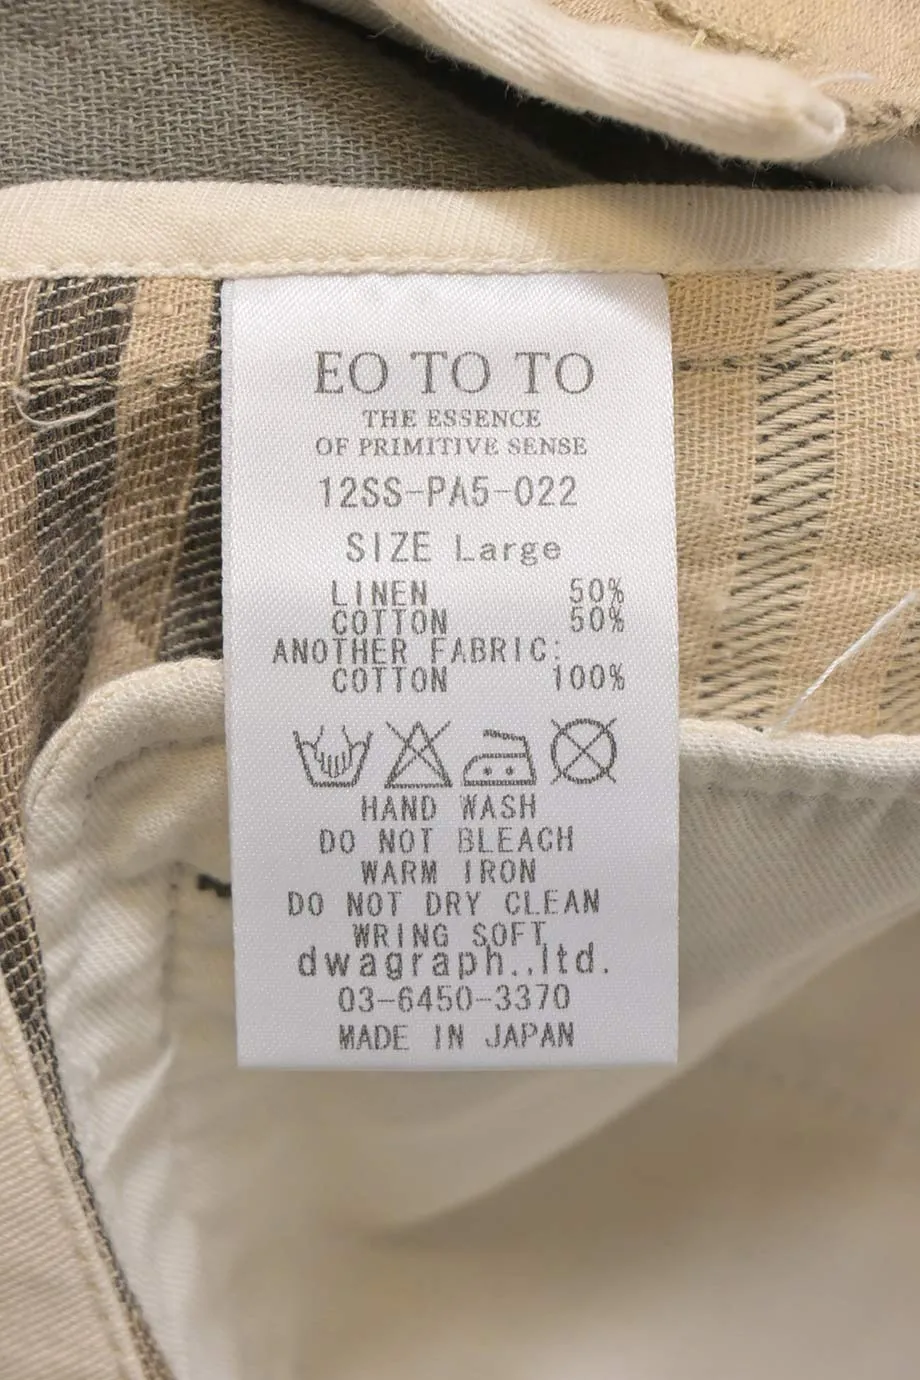 EO TO TO
THE ESSENCE
OF PRIMITIVE SENSE
12SS-PA5-022
SIZE Large
LINEN 50%
COTTON 50%
ANOTHER FABRIC:
COTTON 100%
HAND WASH
DO NOT BLEACH
WARM IRON
DO NOT DRY CLEAN
WRING SOFT
dwagraph.,ltd.
03-6450-3370
MADE IN JAPAN